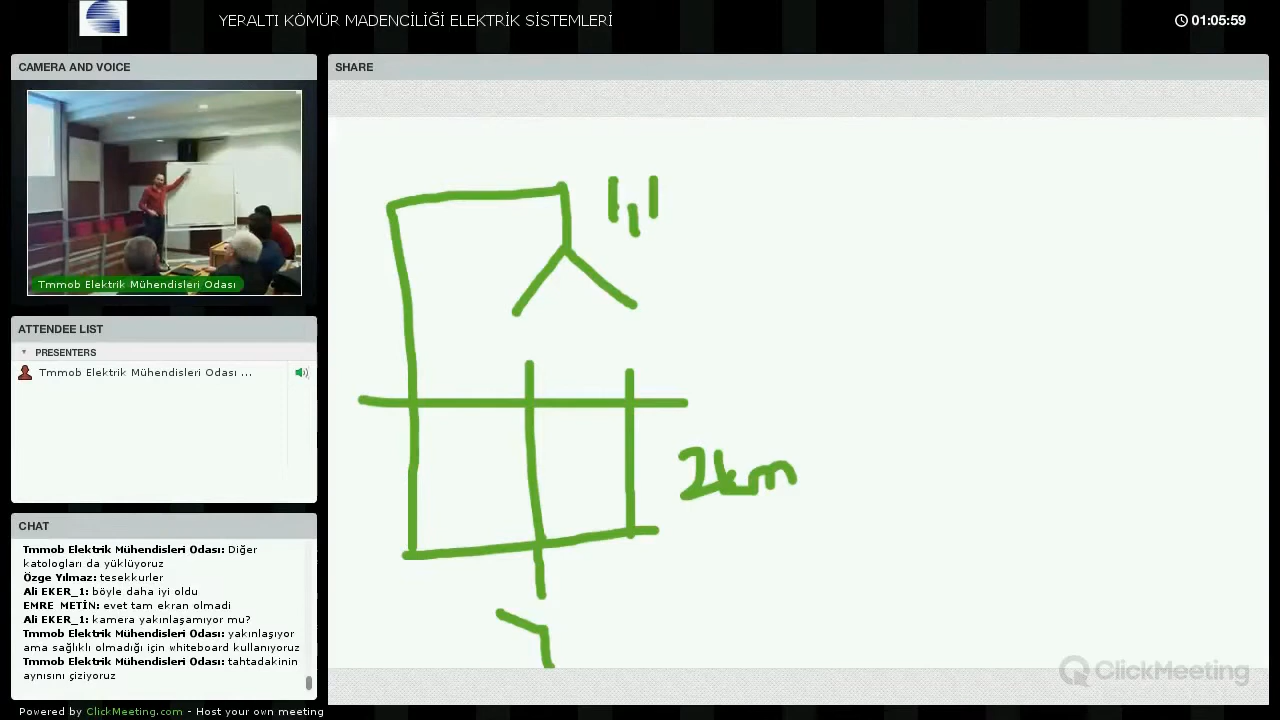 YERALTI KÖMÜR MADENCİLİĞİ ELEKTRİK SİSTEMLERİ
01:05:59
CAMERA AND VOICE
Tmmob Elektrik Mühendisleri Odası
ATTENDEE LIST
PRESENTERS
Tmmob Elektrik Mühendisleri Odası ...
CHAT
Tmmob Elektrik Mühendisleri Odası: Diğer
katologları da yüklüyoruz
Özge Yılmaz: tesekkurler
Ali EKER_1: böyle daha iyi oldu
EMRE METİN: evet tam ekran olmadi
Ali EKER_1: kamera yakınlaşamıyor mu?
Tmmob Elektrik Mühendisleri Odası: yakınlaşıyor
ama sağlıklı olmadığı için whiteboard kullanıyoruz
Tmmob Elektrik Mühendisleri Odası: tahtadakinin
aynısını çiziyoruz
Powered by ClickMeeting.com - Host your own meeting
SHARE
1,1
2km
ClickMeeting